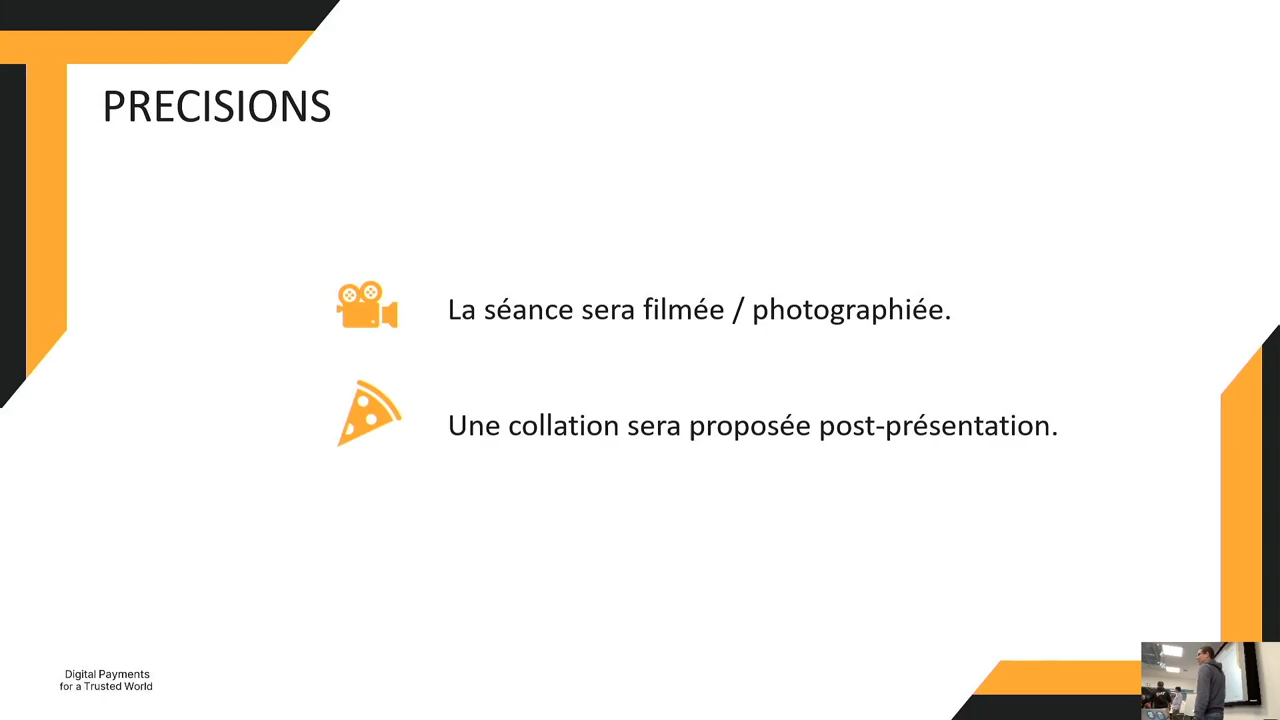 PRECISIONS
La séance sera filmée / photographiée.
Une collation sera proposée post-présentation.
Digital Payments
for a Trusted World